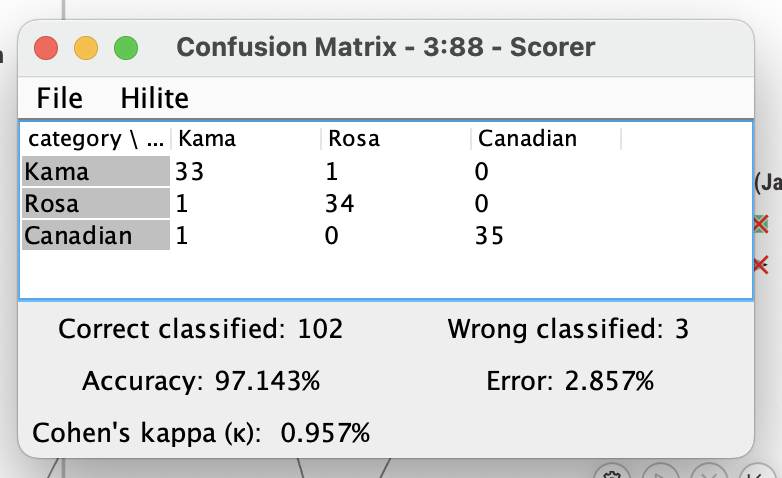 Confusion Matrix - 3:88 - Scorer
File Hilite
category \ ... Kama Rosa Canadian
Kama 33 1 0
Rosa 1 34 0
Canadian 1 0 35
(Ja
Correct classified: 102 Wrong classified: 3
Accuracy: 97.143% Error: 2.857%
Cohen's kappa (κ): 0.957%